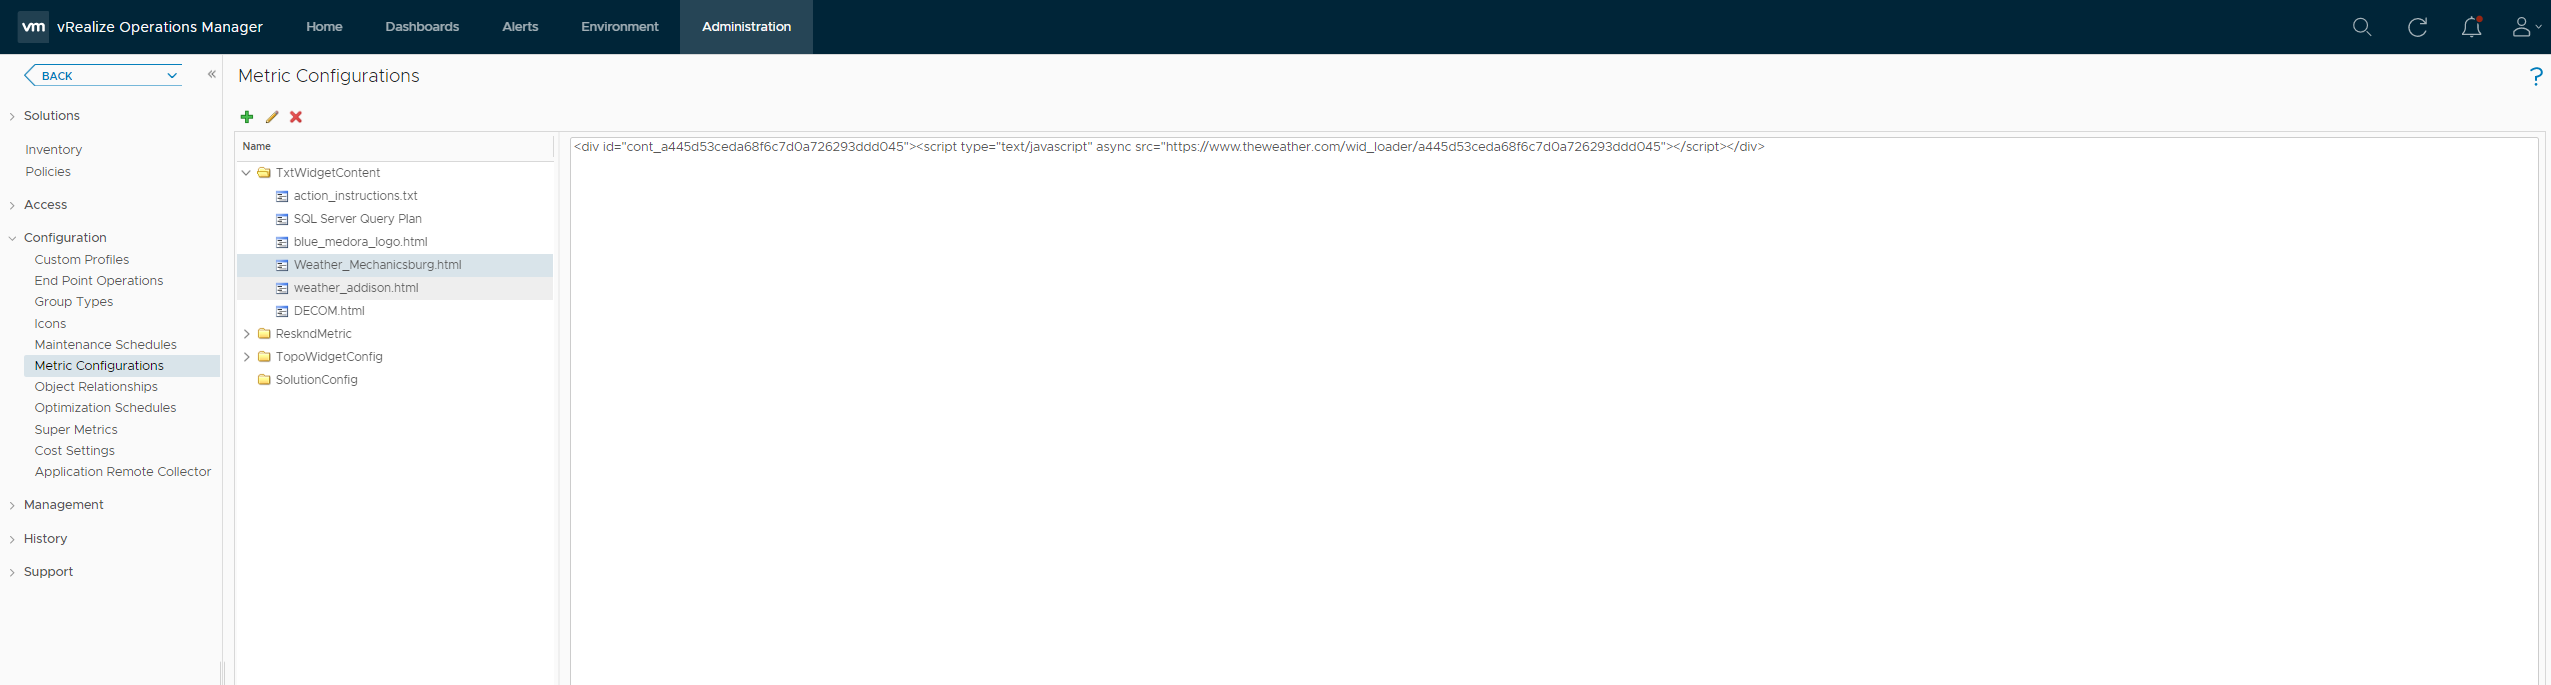 vm vRealize Operations Manager Home Dashboards Alerts Environment Administration
BACK
Solutions
Inventory
Policies
Access
Configuration
Custom Profiles
End Point Operations
Group Types
Icons
Maintenance Schedules
Metric Configurations
Object Relationships
Optimization Schedules
Super Metrics
Cost Settings
Application Remote Collector
Management
History
Support
Metric Configurations
?
Name
TxtWidgetContent
action_instructions.txt
SQL Server Query Plan
blue_medora_logo.html
Weather_Mechanicsburg.html
weather_addison.html
DECOM.html
ReskndMetric
TopoWidgetConfig
SolutionConfig
<div id="cont_a445d53ceda68f6c7d0a726293ddd045"><script type="text/javascript" async src="https://www.theweather.com/wid_loader/a445d53ceda68f6c7d0a726293ddd045"></script></div>